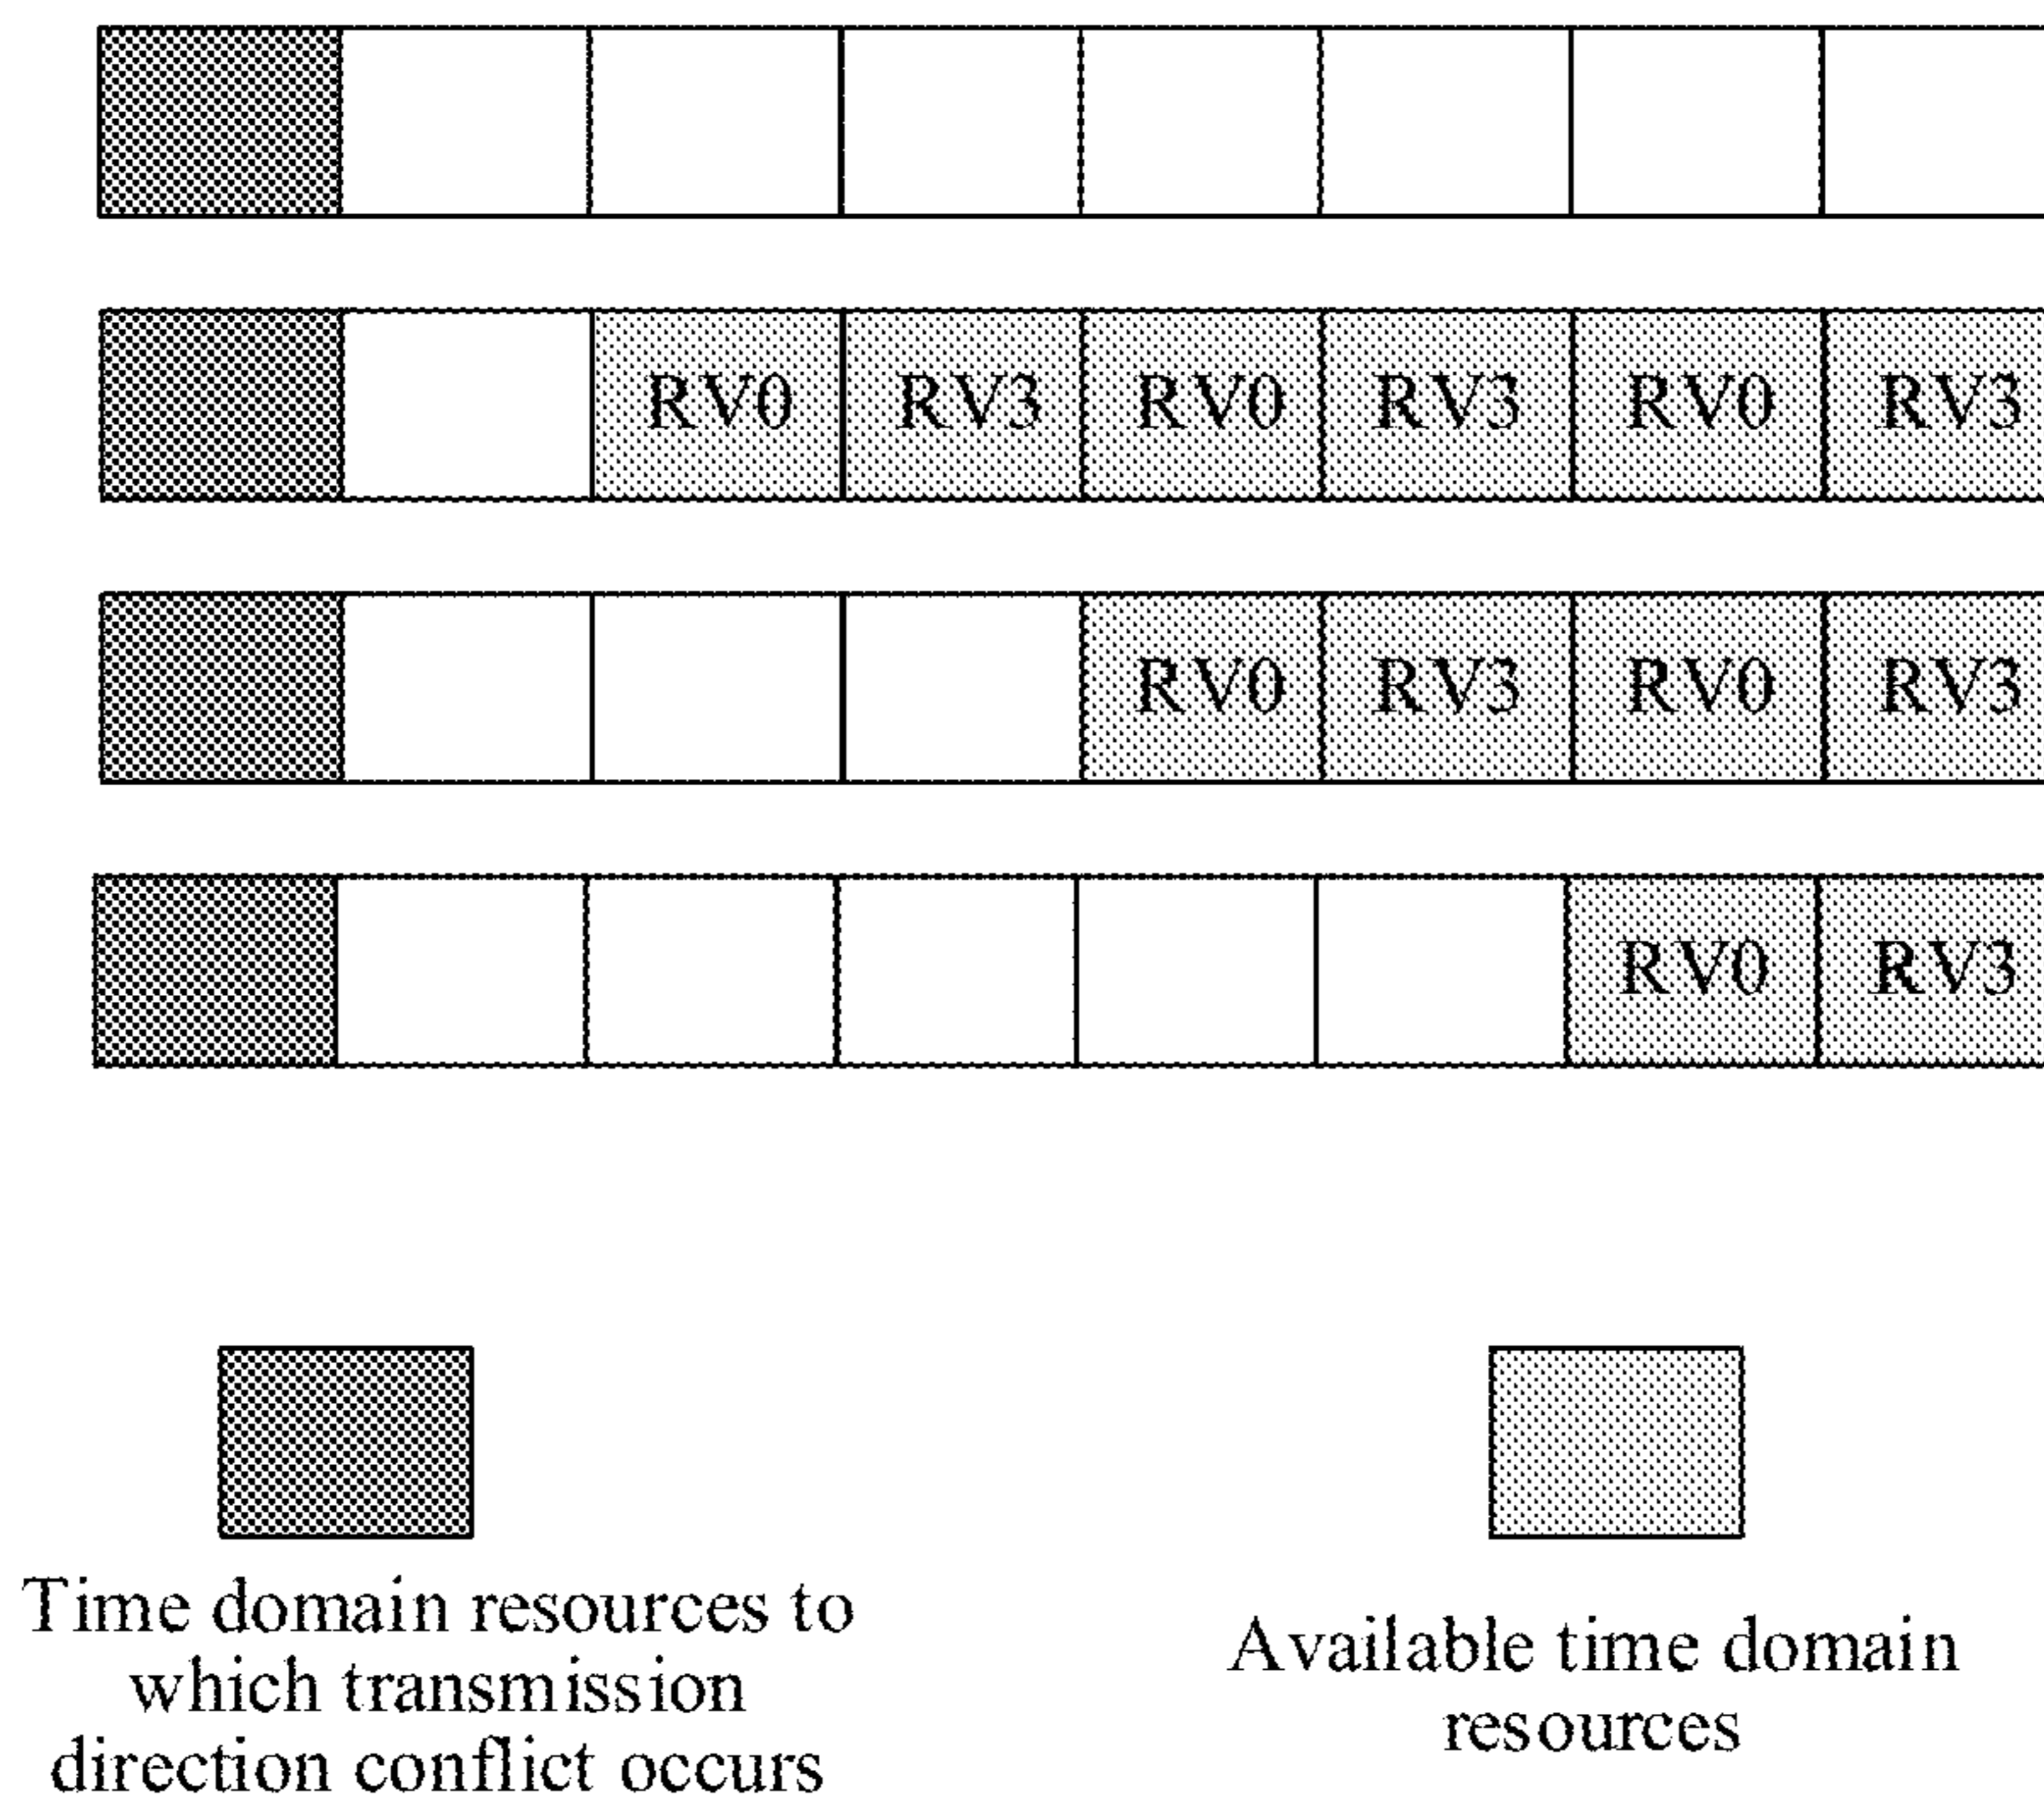 RV0 RV3 RV0 RV3 RV0 RV3
RV0 RV3 RV0 RV3
RV0 RV3
Time domain resources to
which transmission
direction conflict occurs
Available time domain
resources